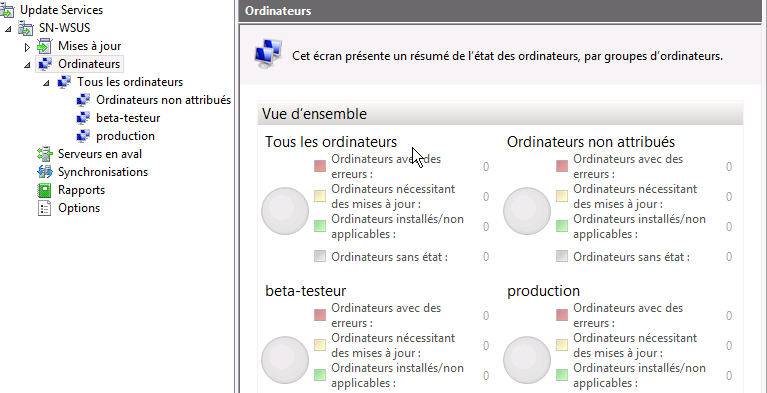 Update Services
SN-WSUS
Mises à jour
Ordinateurs
Tous les ordinateurs
Ordinateurs non attribués
beta-testeur
production
Serveurs en aval
Synchronisations
Rapports
Options
Ordinateurs
Cet écran présente un résumé de l'état des ordinateurs, par groupes d'ordinateurs.
Vue d'ensemble
Tous les ordinateurs
Ordinateurs avec des
erreurs : 0
Ordinateurs nécessitant
des mises à jour : 0
Ordinateurs installés/non
applicables : 0
Ordinateurs sans état : 0
Ordinateurs non attribués
Ordinateurs avec des
erreurs : 0
Ordinateurs nécessitant
des mises à jour : 0
Ordinateurs installés/non
applicables : 0
Ordinateurs sans état : 0
beta-testeur
Ordinateurs avec des
erreurs : 0
Ordinateurs nécessitant
des mises à jour : 0
Ordinateurs installés/non
applicables : 0
production
Ordinateurs avec des
erreurs : 0
Ordinateurs nécessitant
des mises à jour : 0
Ordinateurs installés/non
applicables : 0